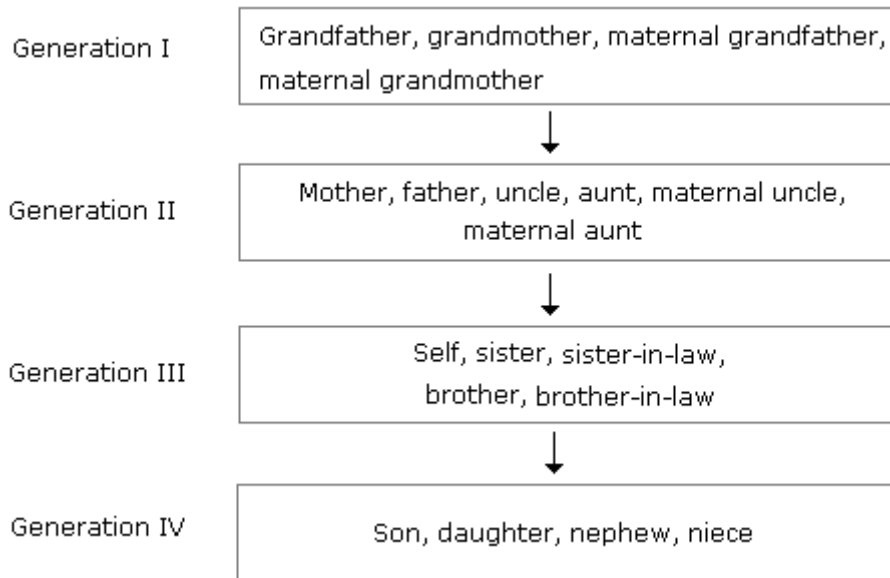 Generation I
Grandfather, grandmother, maternal grandfather,
maternal grandmother
Generation II
Mother, father, uncle, aunt, maternal uncle,
maternal aunt
Generation III
Self, sister, sister-in-law,
brother, brother-in-law
Generation IV
Son, daughter, nephew, niece